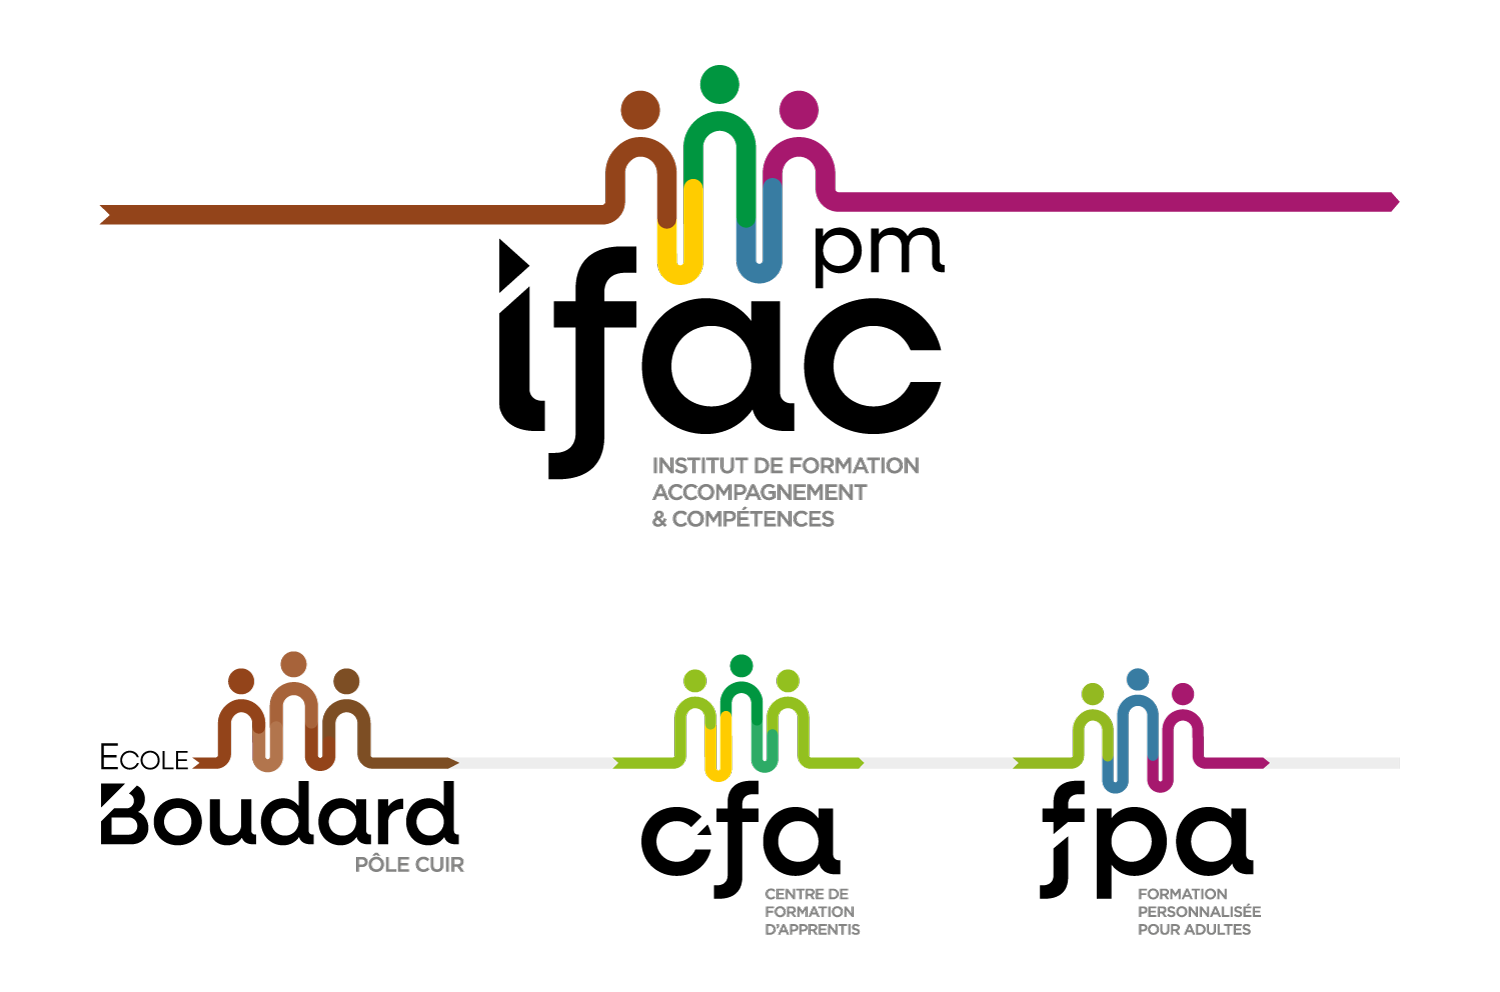 pm
ifac
INSTITUT DE FORMATION
ACCOMPAGNEMENT
& COMPÉTENCES
ECOLE
Boudard
PÔLE CUIR
cfa
CENTRE DE
FORMATION
D'APPRENTIS
fpa
FORMATION
PERSONNALISÉE
POUR ADULTES